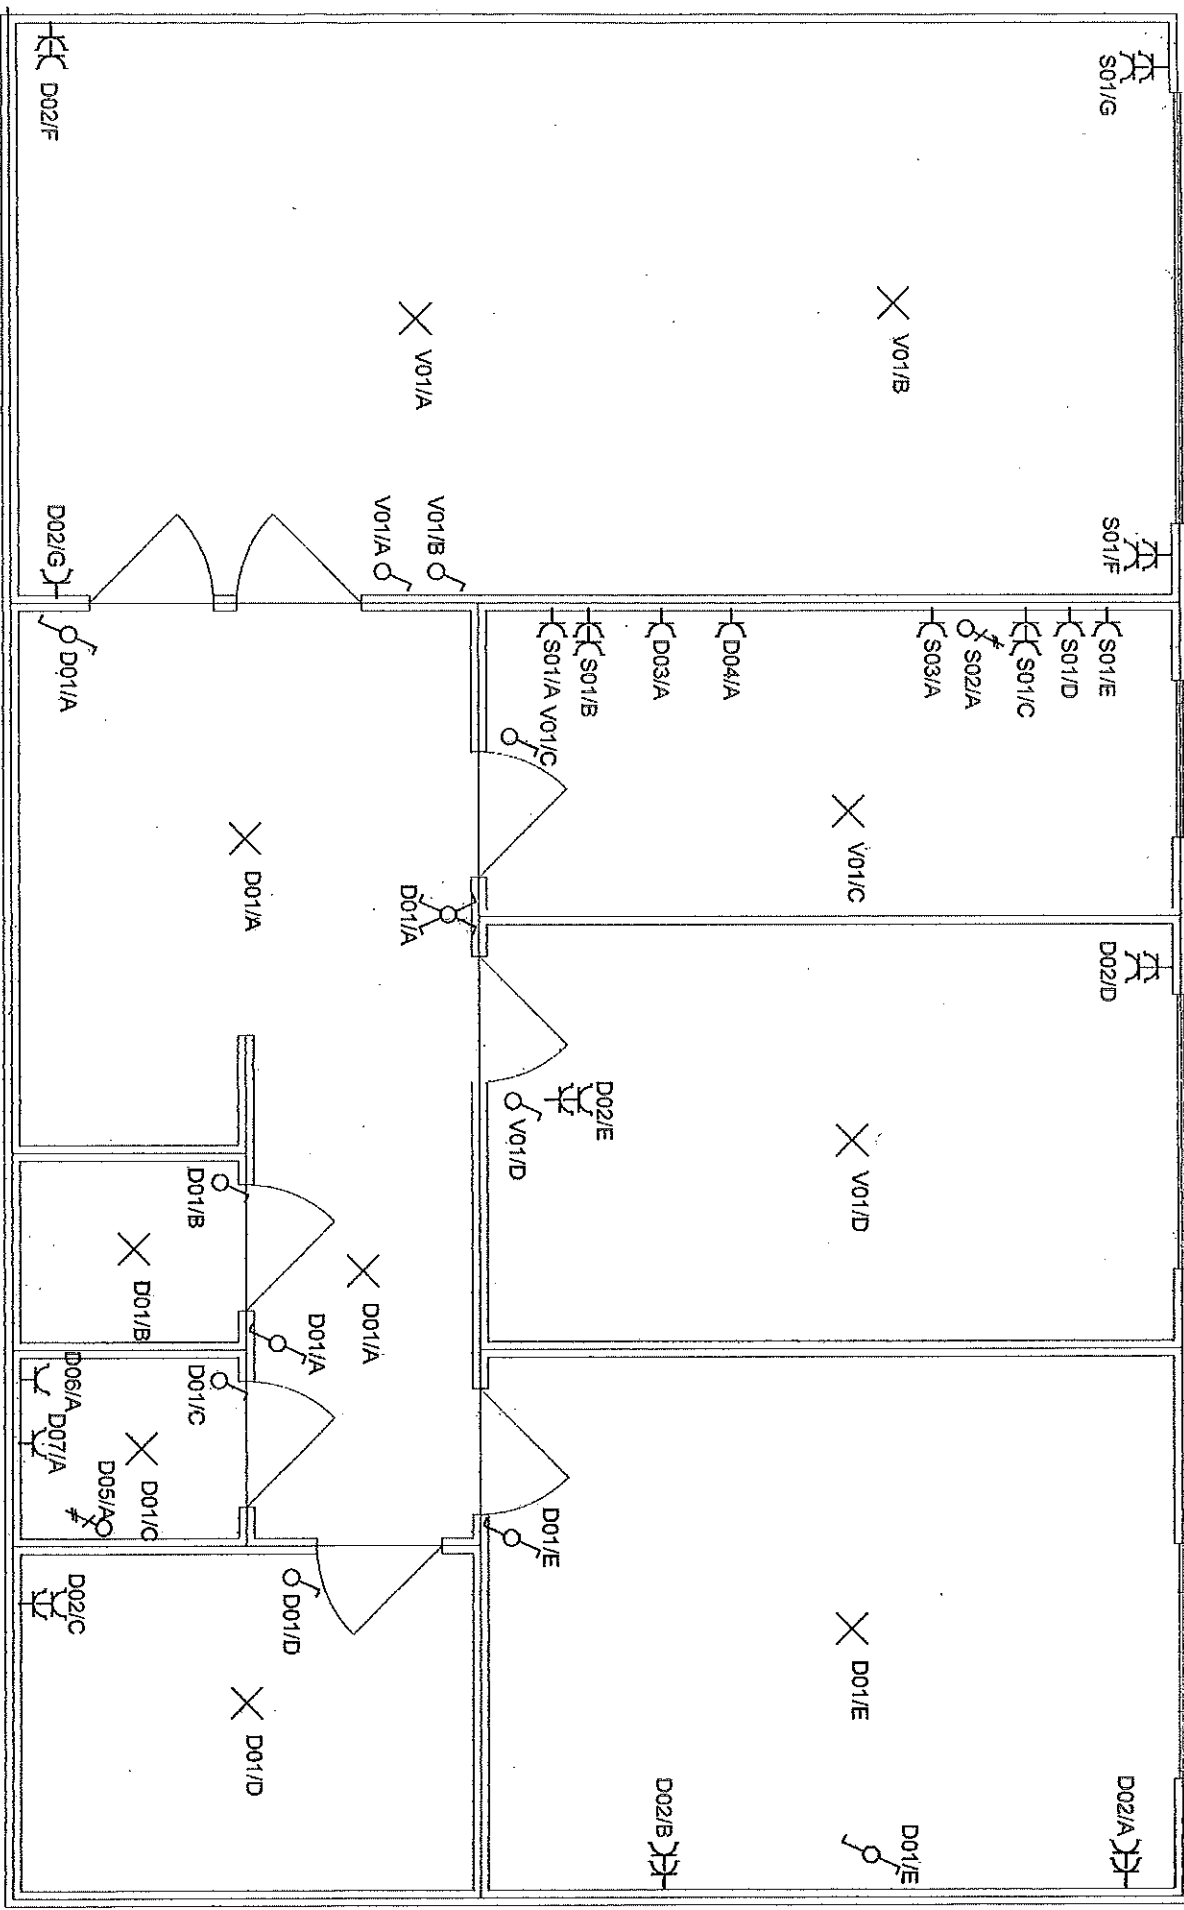 S01/G
S01/F
S01/E
D02/D
D02/A
S01/D
S01/C
S02/A
S03/A
D01/E
V01/B
V01/C
V01/D
D01/E
D04/A
D03/A
D02/B
D02/E
S01/B
S01/A V01/C
D01/E
V01/D
V01/B
V01/A
D01/A
V01/A
D01/A
D01/A
D01/D
D01/A
D01/D
D01/B
D01/C
D01/B
D01/C
D05/A
D01/A
D06/A
D02/C
D02/F
D02/G
D07/A